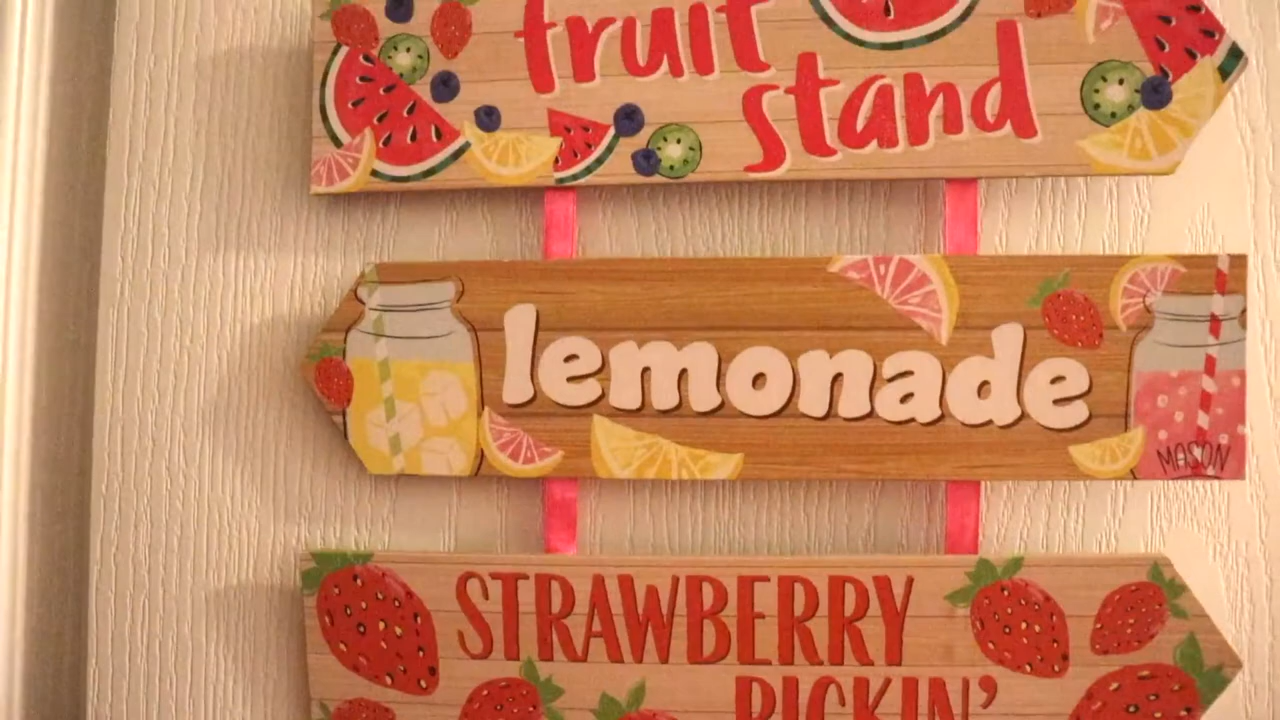 fruit
stand
lemonade
MASON
STRAWBERRY
PICKIN'